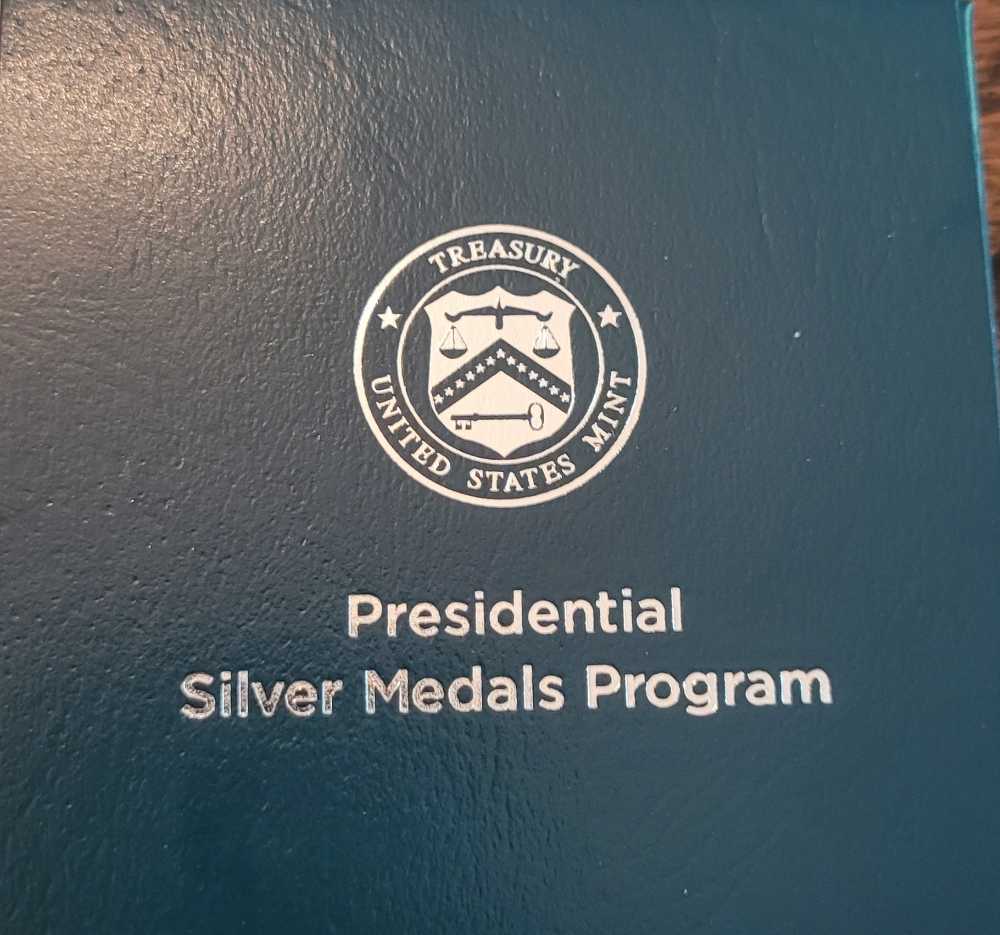 TREASURY
UNITED STATES MINT
Presidential
Silver Medals Program